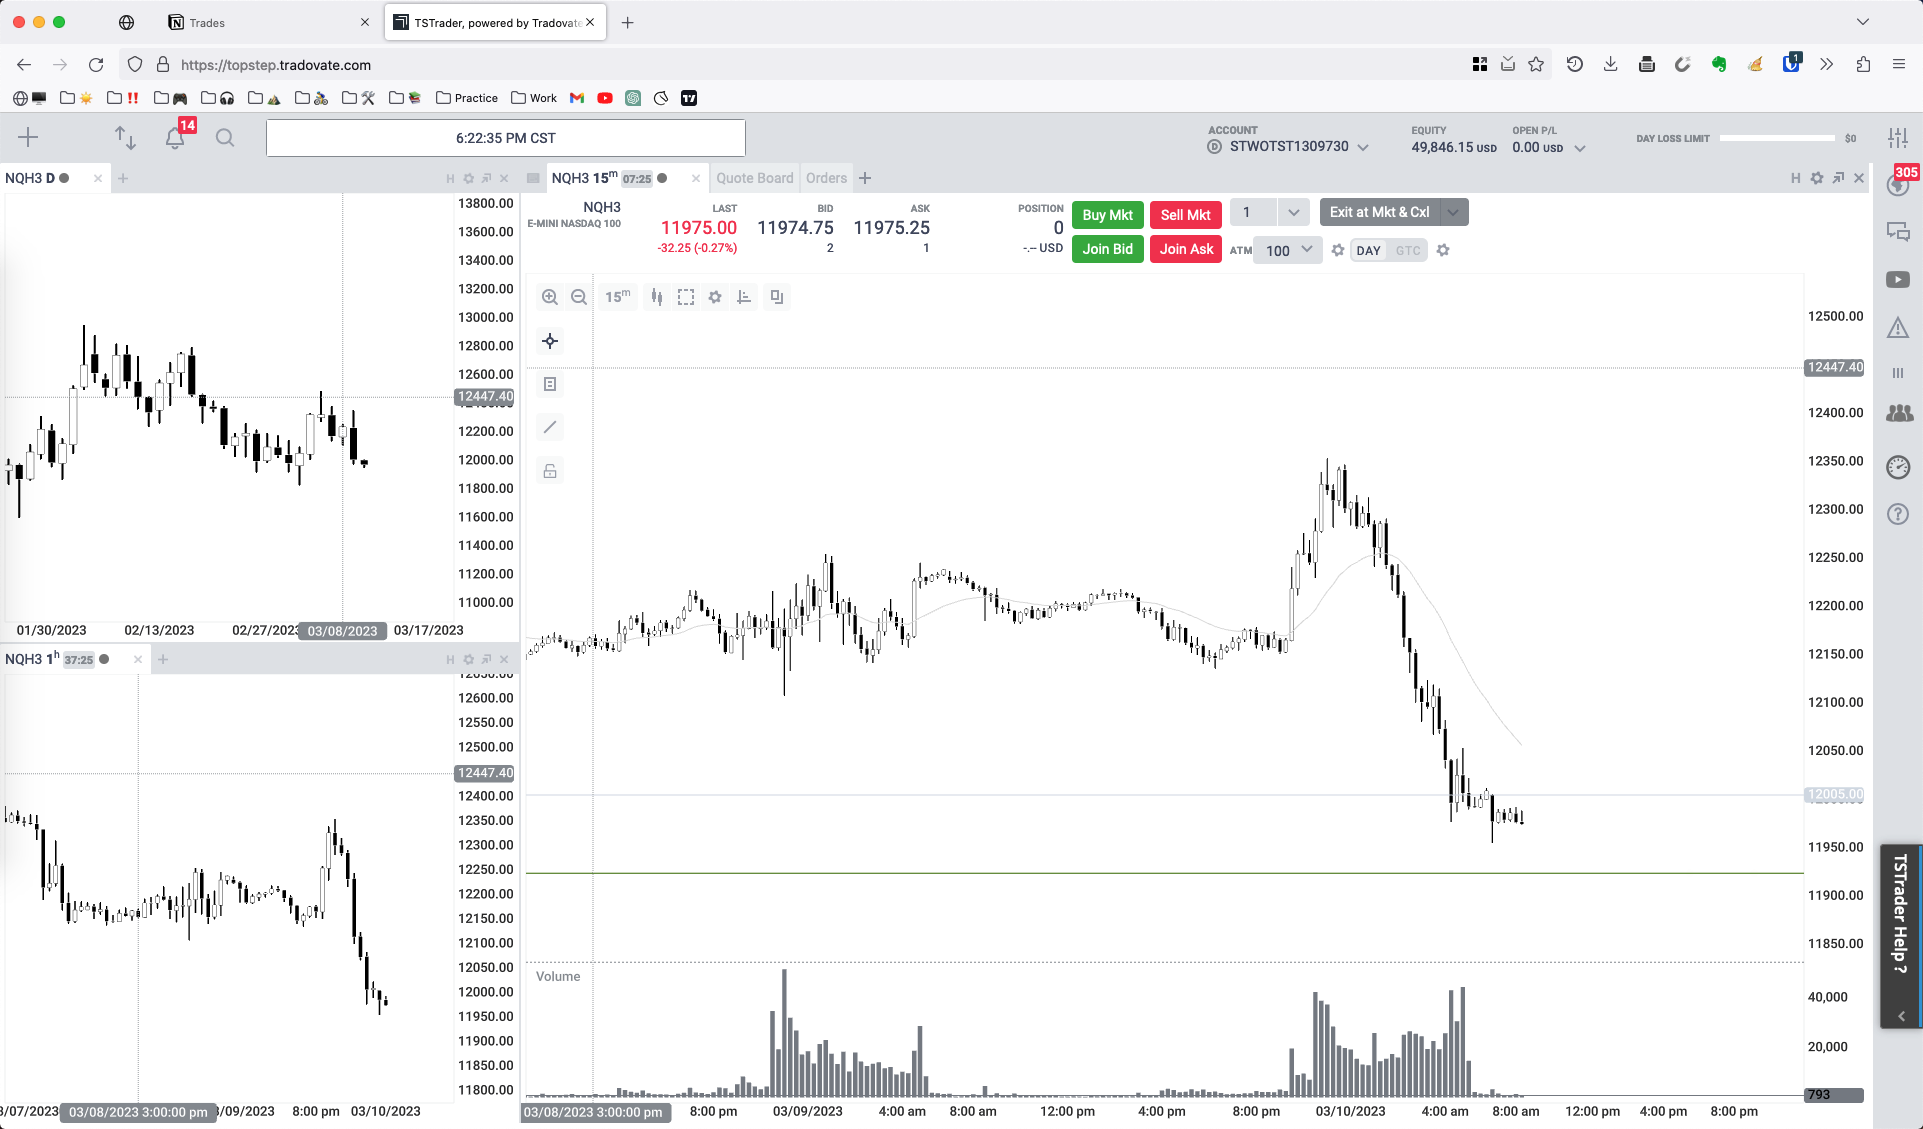 Trades
TSTrader, powered by Tradovate
https://topstep.tradovate.com
1
Practice
Work
14
6:22:35 PM CST
ACCOUNT
D STWOTST1309730
EQUITY
49,846.15 USD
OPEN P/L
0.00 USD
DAY LOSS LIMIT
$0
NQH3 D
H
13800.00
13600.00
13400.00
13200.00
13000.00
12800.00
12600.00
12447.40
12200.00
12000.00
11800.00
11600.00
11400.00
11200.00
11000.00
01/30/2023 02/13/2023 02/27/2023 03/08/2023 03/17/2023
NQH3 1h 37:25
H
12650.00
12600.00
12550.00
12500.00
12447.40
12400.00
12350.00
12300.00
12250.00
12200.00
12150.00
12100.00
12050.00
12000.00
11950.00
11900.00
11850.00
11800.00
3/07/2023 03/08/2023 3:00:00 pm 3/09/2023 8:00 pm 03/10/2023
NQH3 15m 07:25
Quote Board
Orders
H
NQH3
E-MINI NASDAQ 100
LAST
11975.00
-32.25 (-0.27%)
BID
11974.75
2
ASK
11975.25
1
POSITION
0
-.-- USD
Buy Mkt
Sell Mkt
1
Exit at Mkt & Cxl
Join Bid
Join Ask
ATM
100
DAY
GTC
15m
12500.00
12447.40
12400.00
12350.00
12300.00
12250.00
12200.00
12150.00
12100.00
12050.00
12005.00
11950.00
11900.00
11850.00
Volume
40,000
20,000
793
03/08/2023 3:00:00 pm 8:00 pm 03/09/2023 4:00 am 8:00 am 12:00 pm 4:00 pm 8:00 pm 03/10/2023 4:00 am 8:00 am 12:00 pm 4:00 pm 8:00 pm
305
TSTrader Help ?